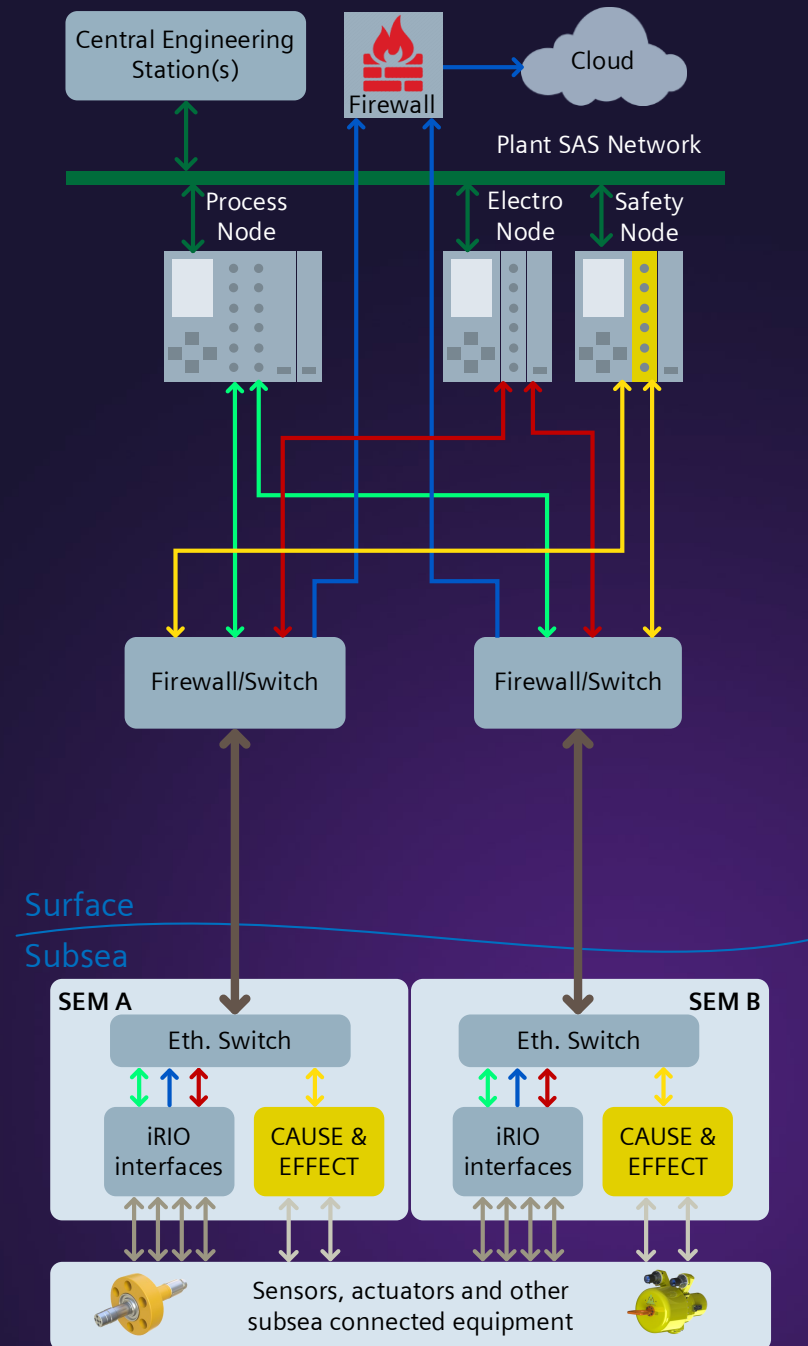 Central Engineering
Station(s)
Firewall
Cloud
Plant SAS Network
Process
Node
Electro
Node
Safety
Node
Firewall/Switch
Firewall/Switch
Surface
Subsea
SEM A
SEM B
Eth. Switch
Eth. Switch
iRIO
interfaces
CAUSE &
EFFECT
iRIO
interfaces
CAUSE &
EFFECT
Sensors, actuators and other
subsea connected equipment